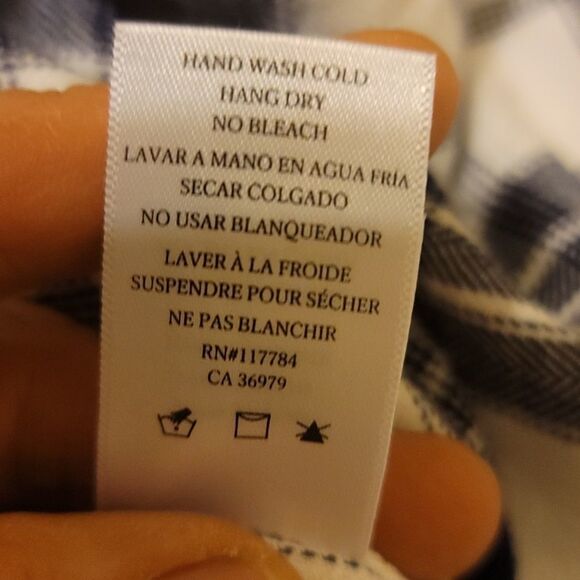 HAND WASH COLD
HANG DRY
NO BLEACH
LAVAR A MANO EN AGUA FRÍA
SECAR COLGADO
NO USAR BLANQUEADOR
LAVER À LA FROIDE
SUSPENDRE POUR SÉCHER
NE PAS BLANCHIR
RN#117784
CA 36979